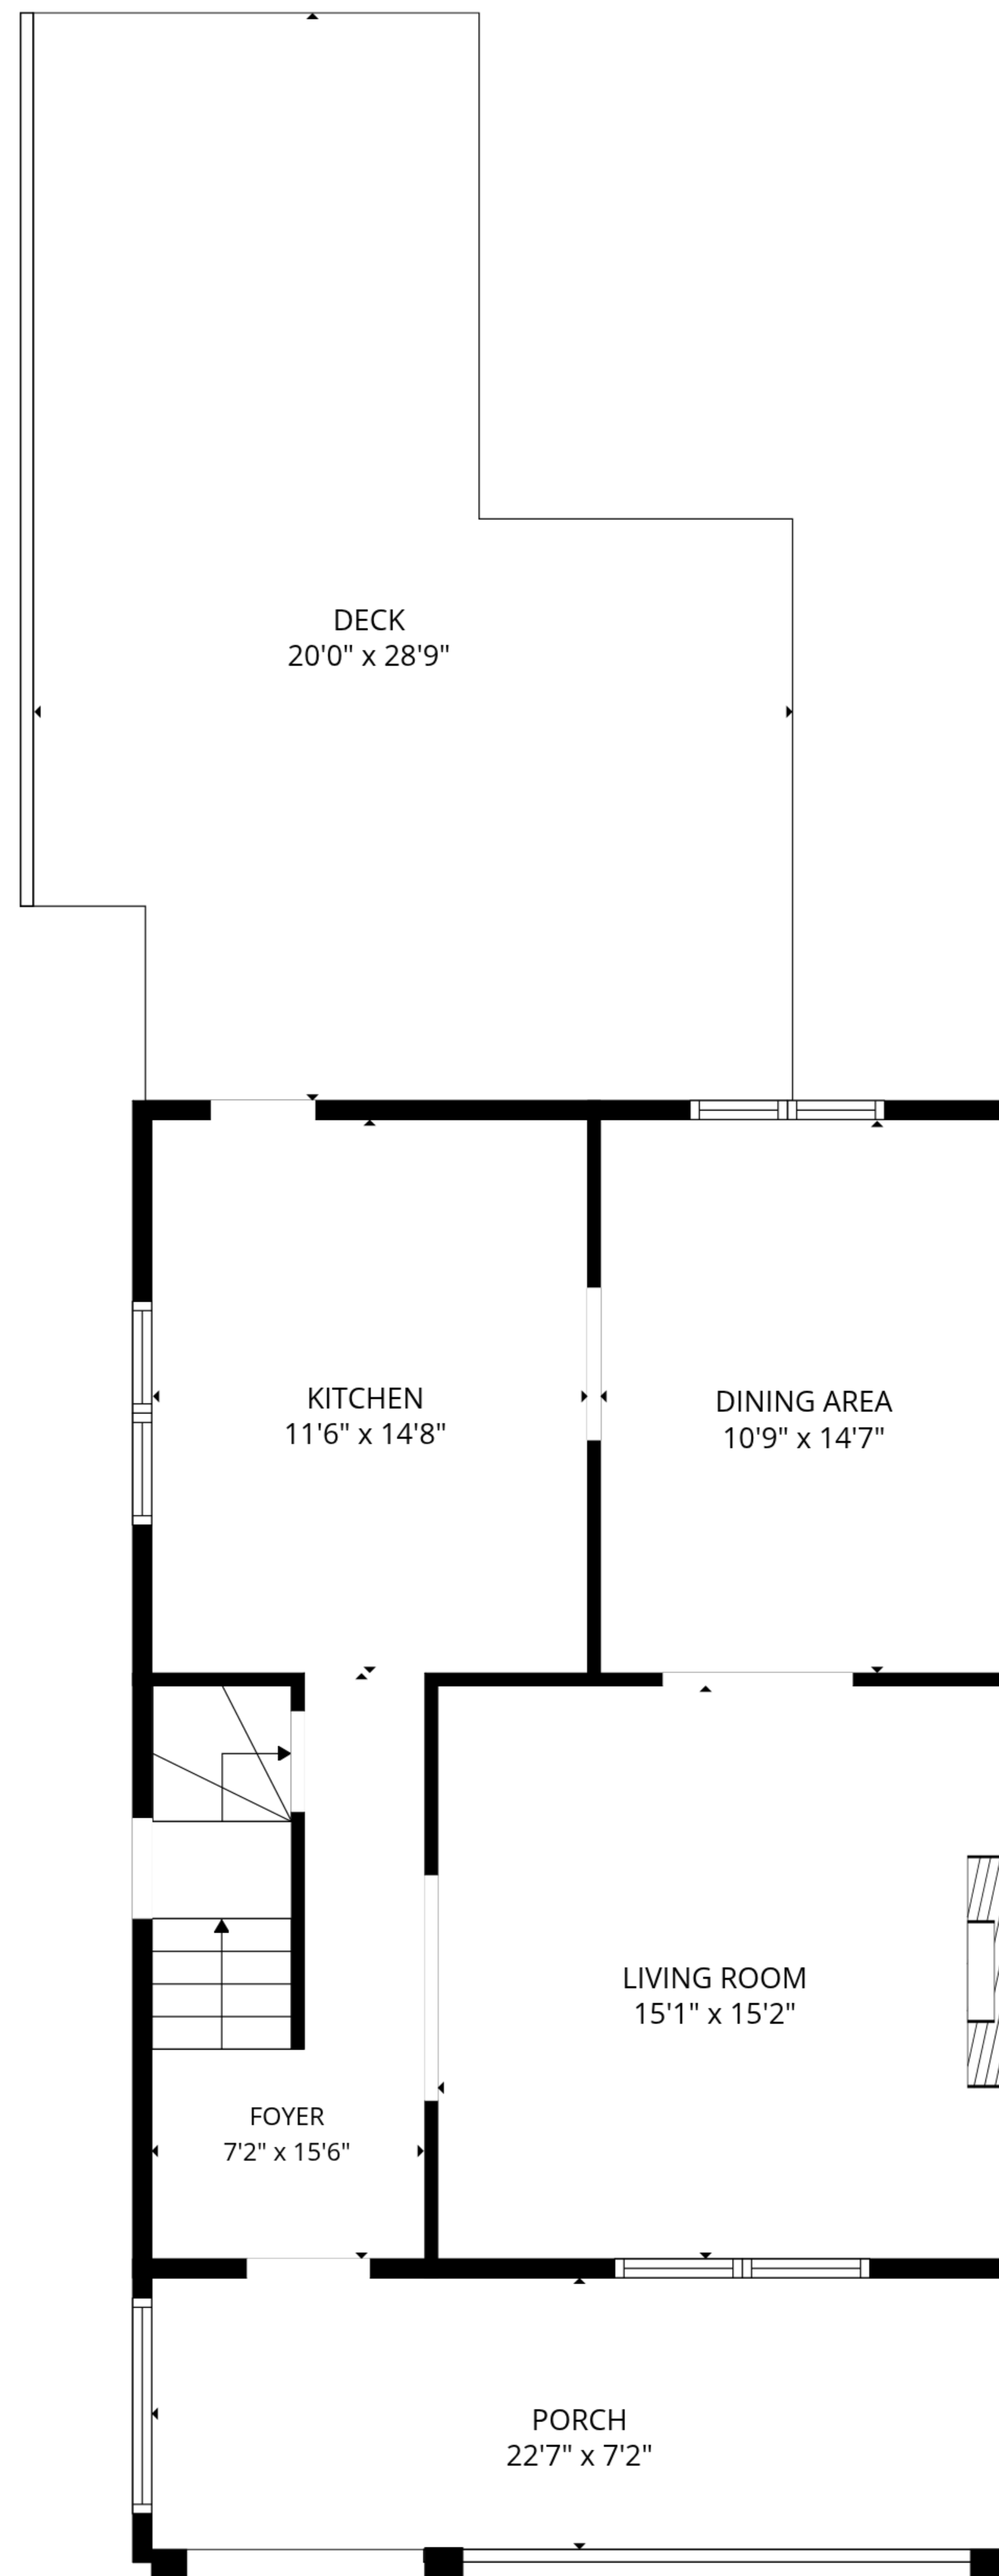 DECK
20'0" x 28'9"
KITCHEN
11'6" x 14'8"
DINING AREA
10'9" x 14'7"
LIVING ROOM
15'1" x 15'2"
FOYER
7'2" x 15'6"
PORCH
22'7" x 7'2"